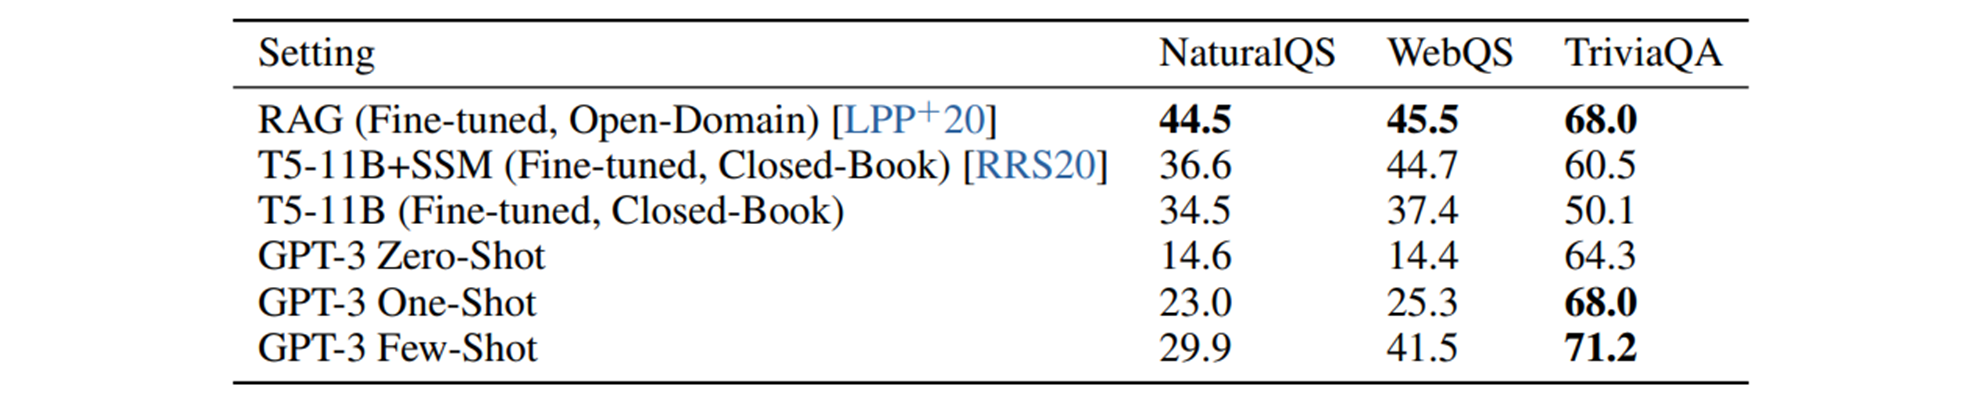 Setting NaturalQS WebQS TriviaQA
RAG (Fine-tuned, Open-Domain) [LPP+20] 44.5 45.5 68.0
T5-11B+SSM (Fine-tuned, Closed-Book) [RRS20] 36.6 44.7 60.5
T5-11B (Fine-tuned, Closed-Book) 34.5 37.4 50.1
GPT-3 Zero-Shot 14.6 14.4 64.3
GPT-3 One-Shot 23.0 25.3 68.0
GPT-3 Few-Shot 29.9 41.5 71.2